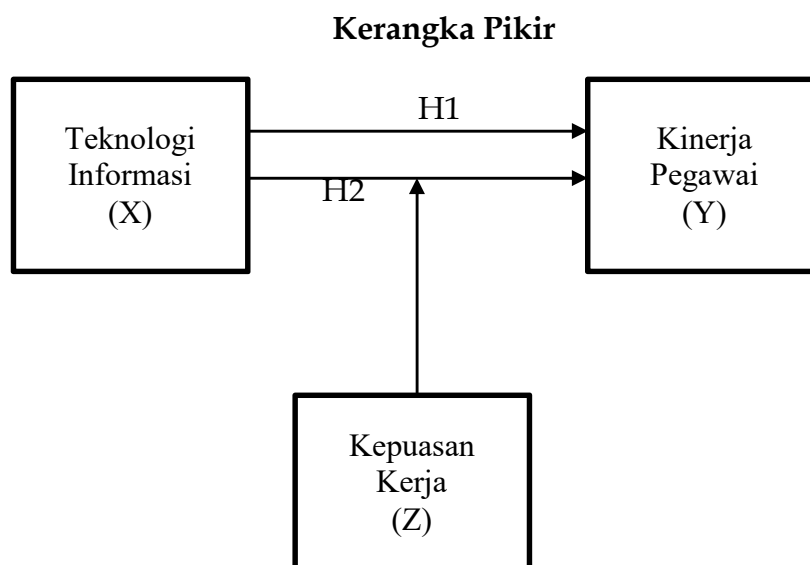 Kerangka Pikir
Teknologi
Informasi
(X)
H1
H2
Kinerja
Pegawai
(Y)
Kepuasan
Kerja
(Z)